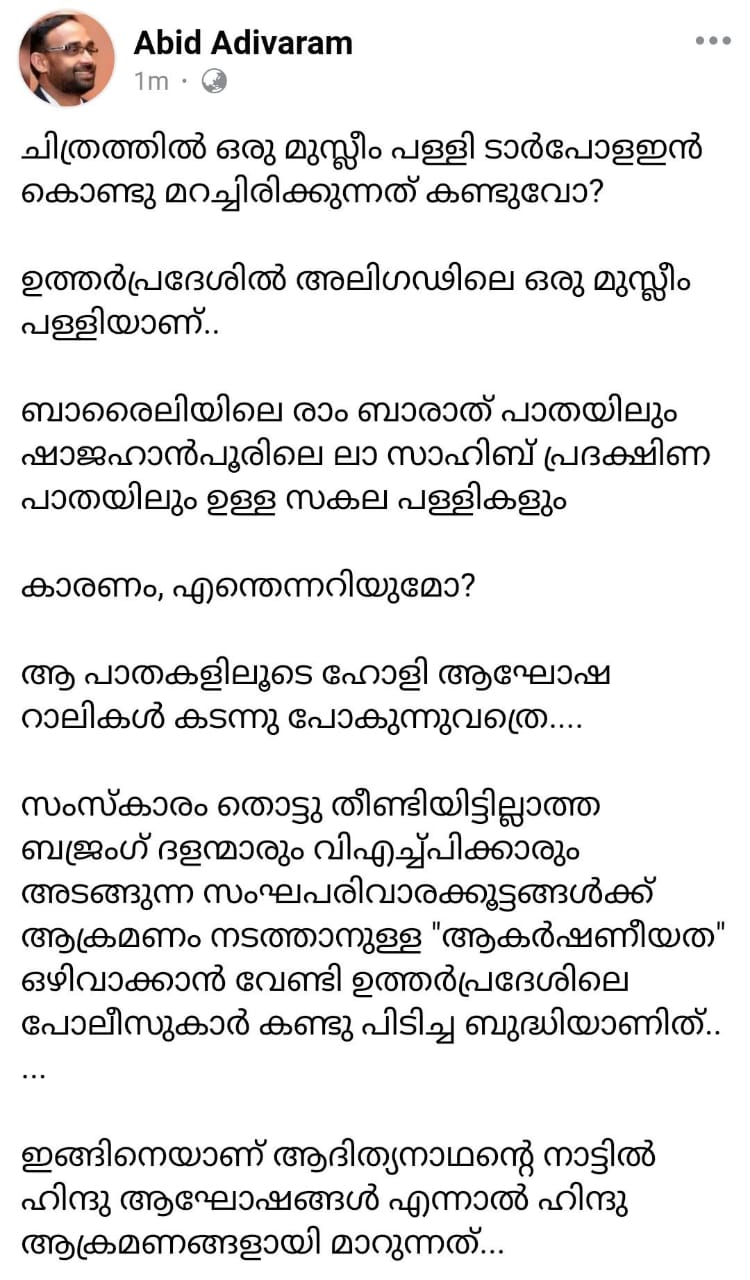 Abid Adivaram
1m ·
ചിത്രത്തിൽ ഒരു മുസ്ലീം പള്ളി ടാർപോളഇൻ
കൊണ്ടു മറച്ചിരിക്കുന്നത് കണ്ടുവോ?
ഉത്തർപ്രദേശിൽ അലിഗഢിലെ ഒരു മുസ്ലീം
പള്ളിയാണ്..
ബാരൈലിയിലെ രാം ബാരാത് പാതയിലും
ഷാജഹാൻപൂരിലെ ലാ സാഹിബ് പ്രദക്ഷിണ
പാതയിലും ഉള്ള സകല പള്ളികളും
കാരണം, എന്തെന്നറിയുമോ?
ആ പാതകളിലൂടെ ഹോളി ആഘോഷ
റാലികൾ കടന്നു പോകുന്നുവത്രെ....
സംസ്കാരം തൊട്ടു തീണ്ടിയിട്ടില്ലാത്ത
ബജ്രംഗ് ദളന്മാരും വിഎച്ച്പിക്കാരും
അടങ്ങുന്ന സംഘപരിവാരക്കൂട്ടങ്ങൾക്ക്
ആക്രമണം നടത്താനുള്ള "ആകർഷണീയത"
ഒഴിവാക്കാൻ വേണ്ടി ഉത്തർപ്രദേശിലെ
പോലീസുകാർ കണ്ടു പിടിച്ച ബുദ്ധിയാണിത്..
...
ഇങ്ങിനെയാണ് ആദിത്യനാഥന്റെ നാട്ടിൽ
ഹിന്ദു ആഘോഷങ്ങൾ എന്നാൽ ഹിന്ദു
ആക്രമണങ്ങളായി മാറുന്നത്...